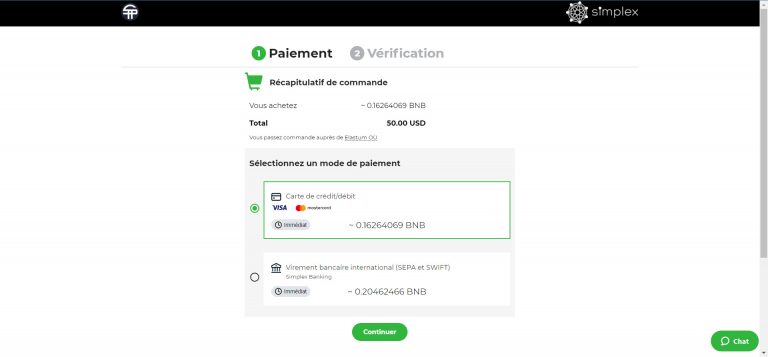 simplex
1 Paiement 2 Vérification
Récapitulatif de commande
Vous achetez ~ 0.16264069 BNB
Total 50.00 USD
Vous passez commande auprès de Elastum OÜ
Sélectionnez un mode de paiement
Carte de crédit/débit
VISA mastercard
Immédiat ~ 0.16264069 BNB
Virement bancaire international (SEPA et SWIFT)
Simplex Banking
Immédiat ~ 0.20462466 BNB
Continuer
Chat